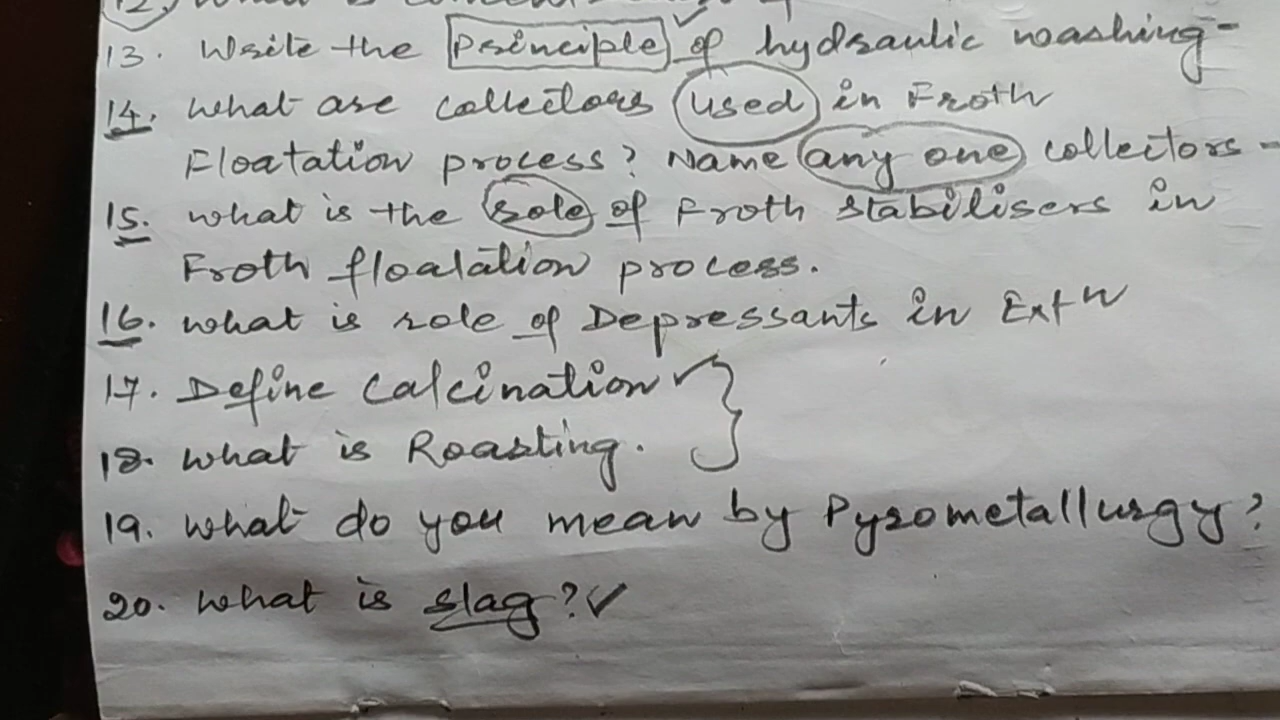 12. What is
13. Write the Principle of hydraulic washing-
14. What are collectors used in Froth
Floatation process? Name any one collectors -
15. what is the role of Froth stabilisers in
Froth floatation process.
16. what is role of Depressants in Extn
17. Define Calcination
18. What is Roasting.
19. What do you mean by Pyrometallurgy?
20. What is slag?